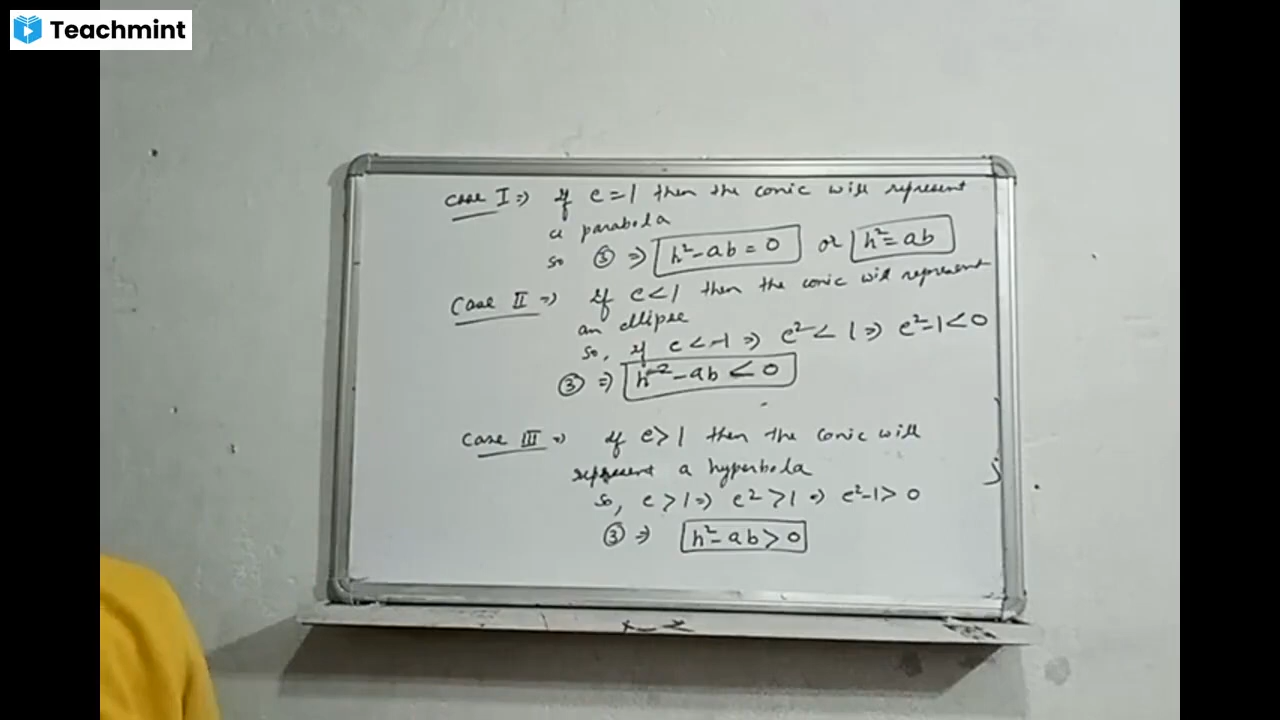 Teachmint
Case I ⇒ if e = 1 then the conic will represent
a parabola
so ③ ⇒ h² - ab = 0 or h² = ab
Case II ⇒ if e < 1 then the conic will represent
an ellipse
so, if e < 1 ⇒ e² < 1 ⇒ e² - 1 < 0
③ ⇒ h² - ab < 0
Case III ⇒ if e > 1 then the conic will
represent a hyperbola
so, e > 1 ⇒ e² > 1 ⇒ e² - 1 > 0
③ ⇒ h² - ab > 0